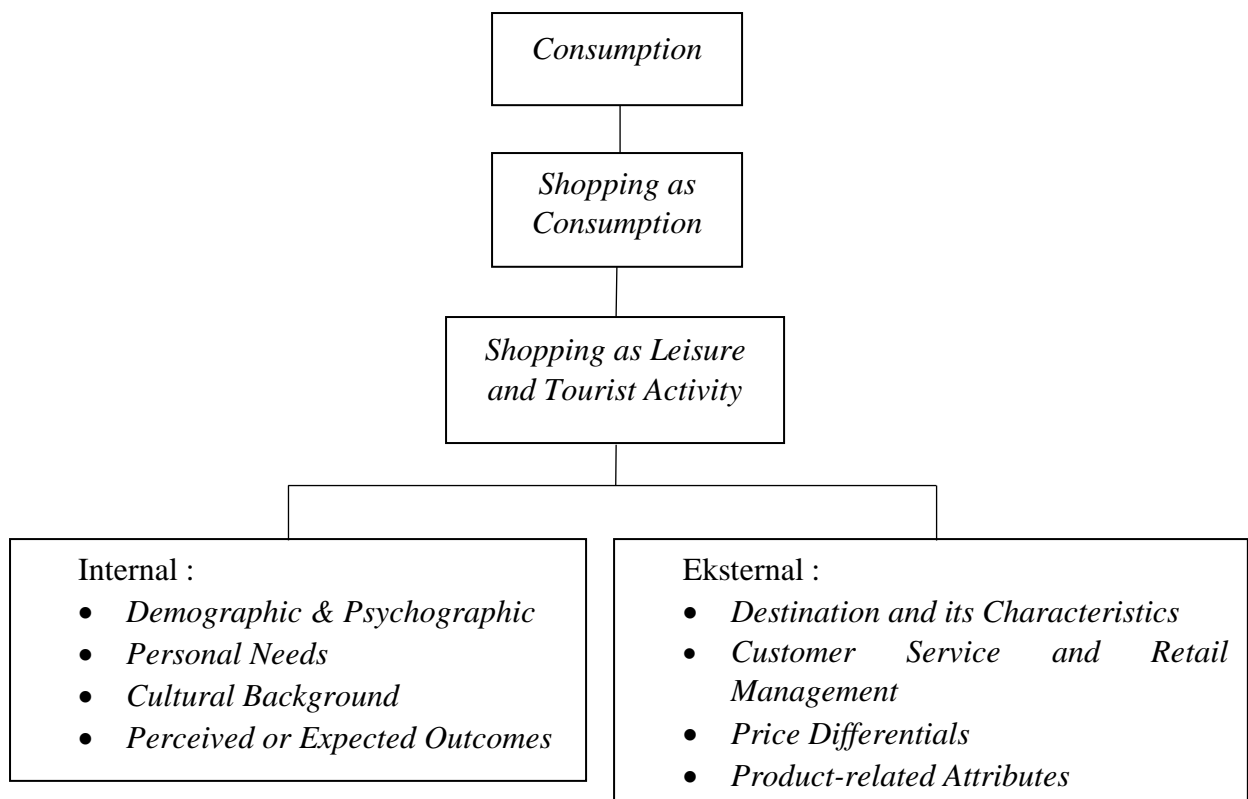 Consumption
Shopping as
Consumption
Shopping as Leisure
and Tourist Activity
Internal :
• Demographic & Psychographic
• Personal Needs
• Cultural Background
• Perceived or Expected Outcomes
Eksternal :
• Destination and its Characteristics
• Customer Service and Retail
Management
• Price Differentials
• Product-related Attributes